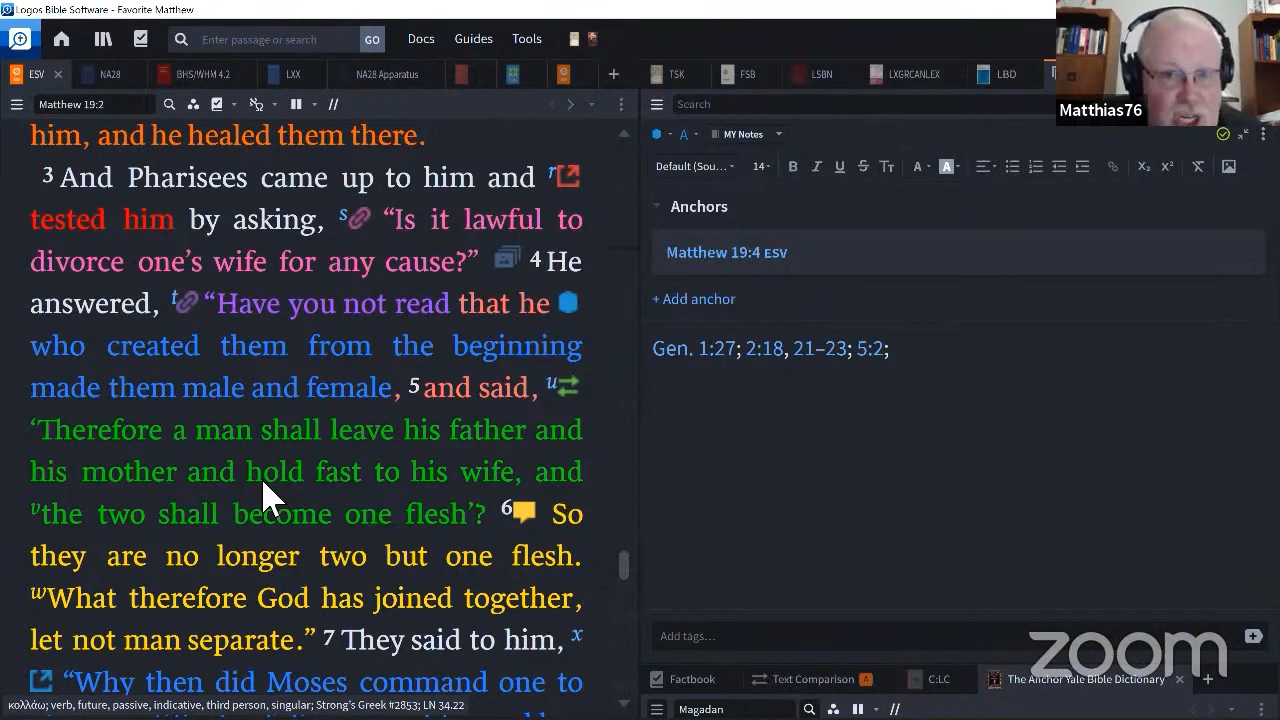 Logos Bible Software - Favorite Matthew
Enter passage or search
GO
Docs
Guides
Tools
ESV
NA28
BHS/WHM 4.2
LXX
NA28 Apparatus
TSK
FSB
LSBN
LXGRCANLEX
LBD
Matthias76
Matthew 19:2
him, and he healed them there.
3 And Pharisees came up to him and r
tested him by asking, s “Is it lawful to
divorce one’s wife for any cause?” 4 He
answered, t “Have you not read that he
who created them from the beginning
made them male and female, 5 and said, u
‘Therefore a man shall leave his father and
his mother and hold fast to his wife, and
v the two shall become one flesh’? 6 So
they are no longer two but one flesh.
w What therefore God has joined together,
let not man separate.” 7 They said to him, x
“Why then did Moses command one to
κολλάω; verb, future, passive, indicative, third person, singular; Strong's Greek #2853; LN 34.22
Search
A
MY Notes
Default (Sou...
14
B I U S TT A A X₂ X²
Anchors
Matthew 19:4 ESV
+ Add anchor
Gen. 1:27; 2:18, 21–23; 5:2;
Add tags...
zoom
Factbook
Text Comparison
A
C:LC
The Anchor Yale Bible Dictionary
Magadan